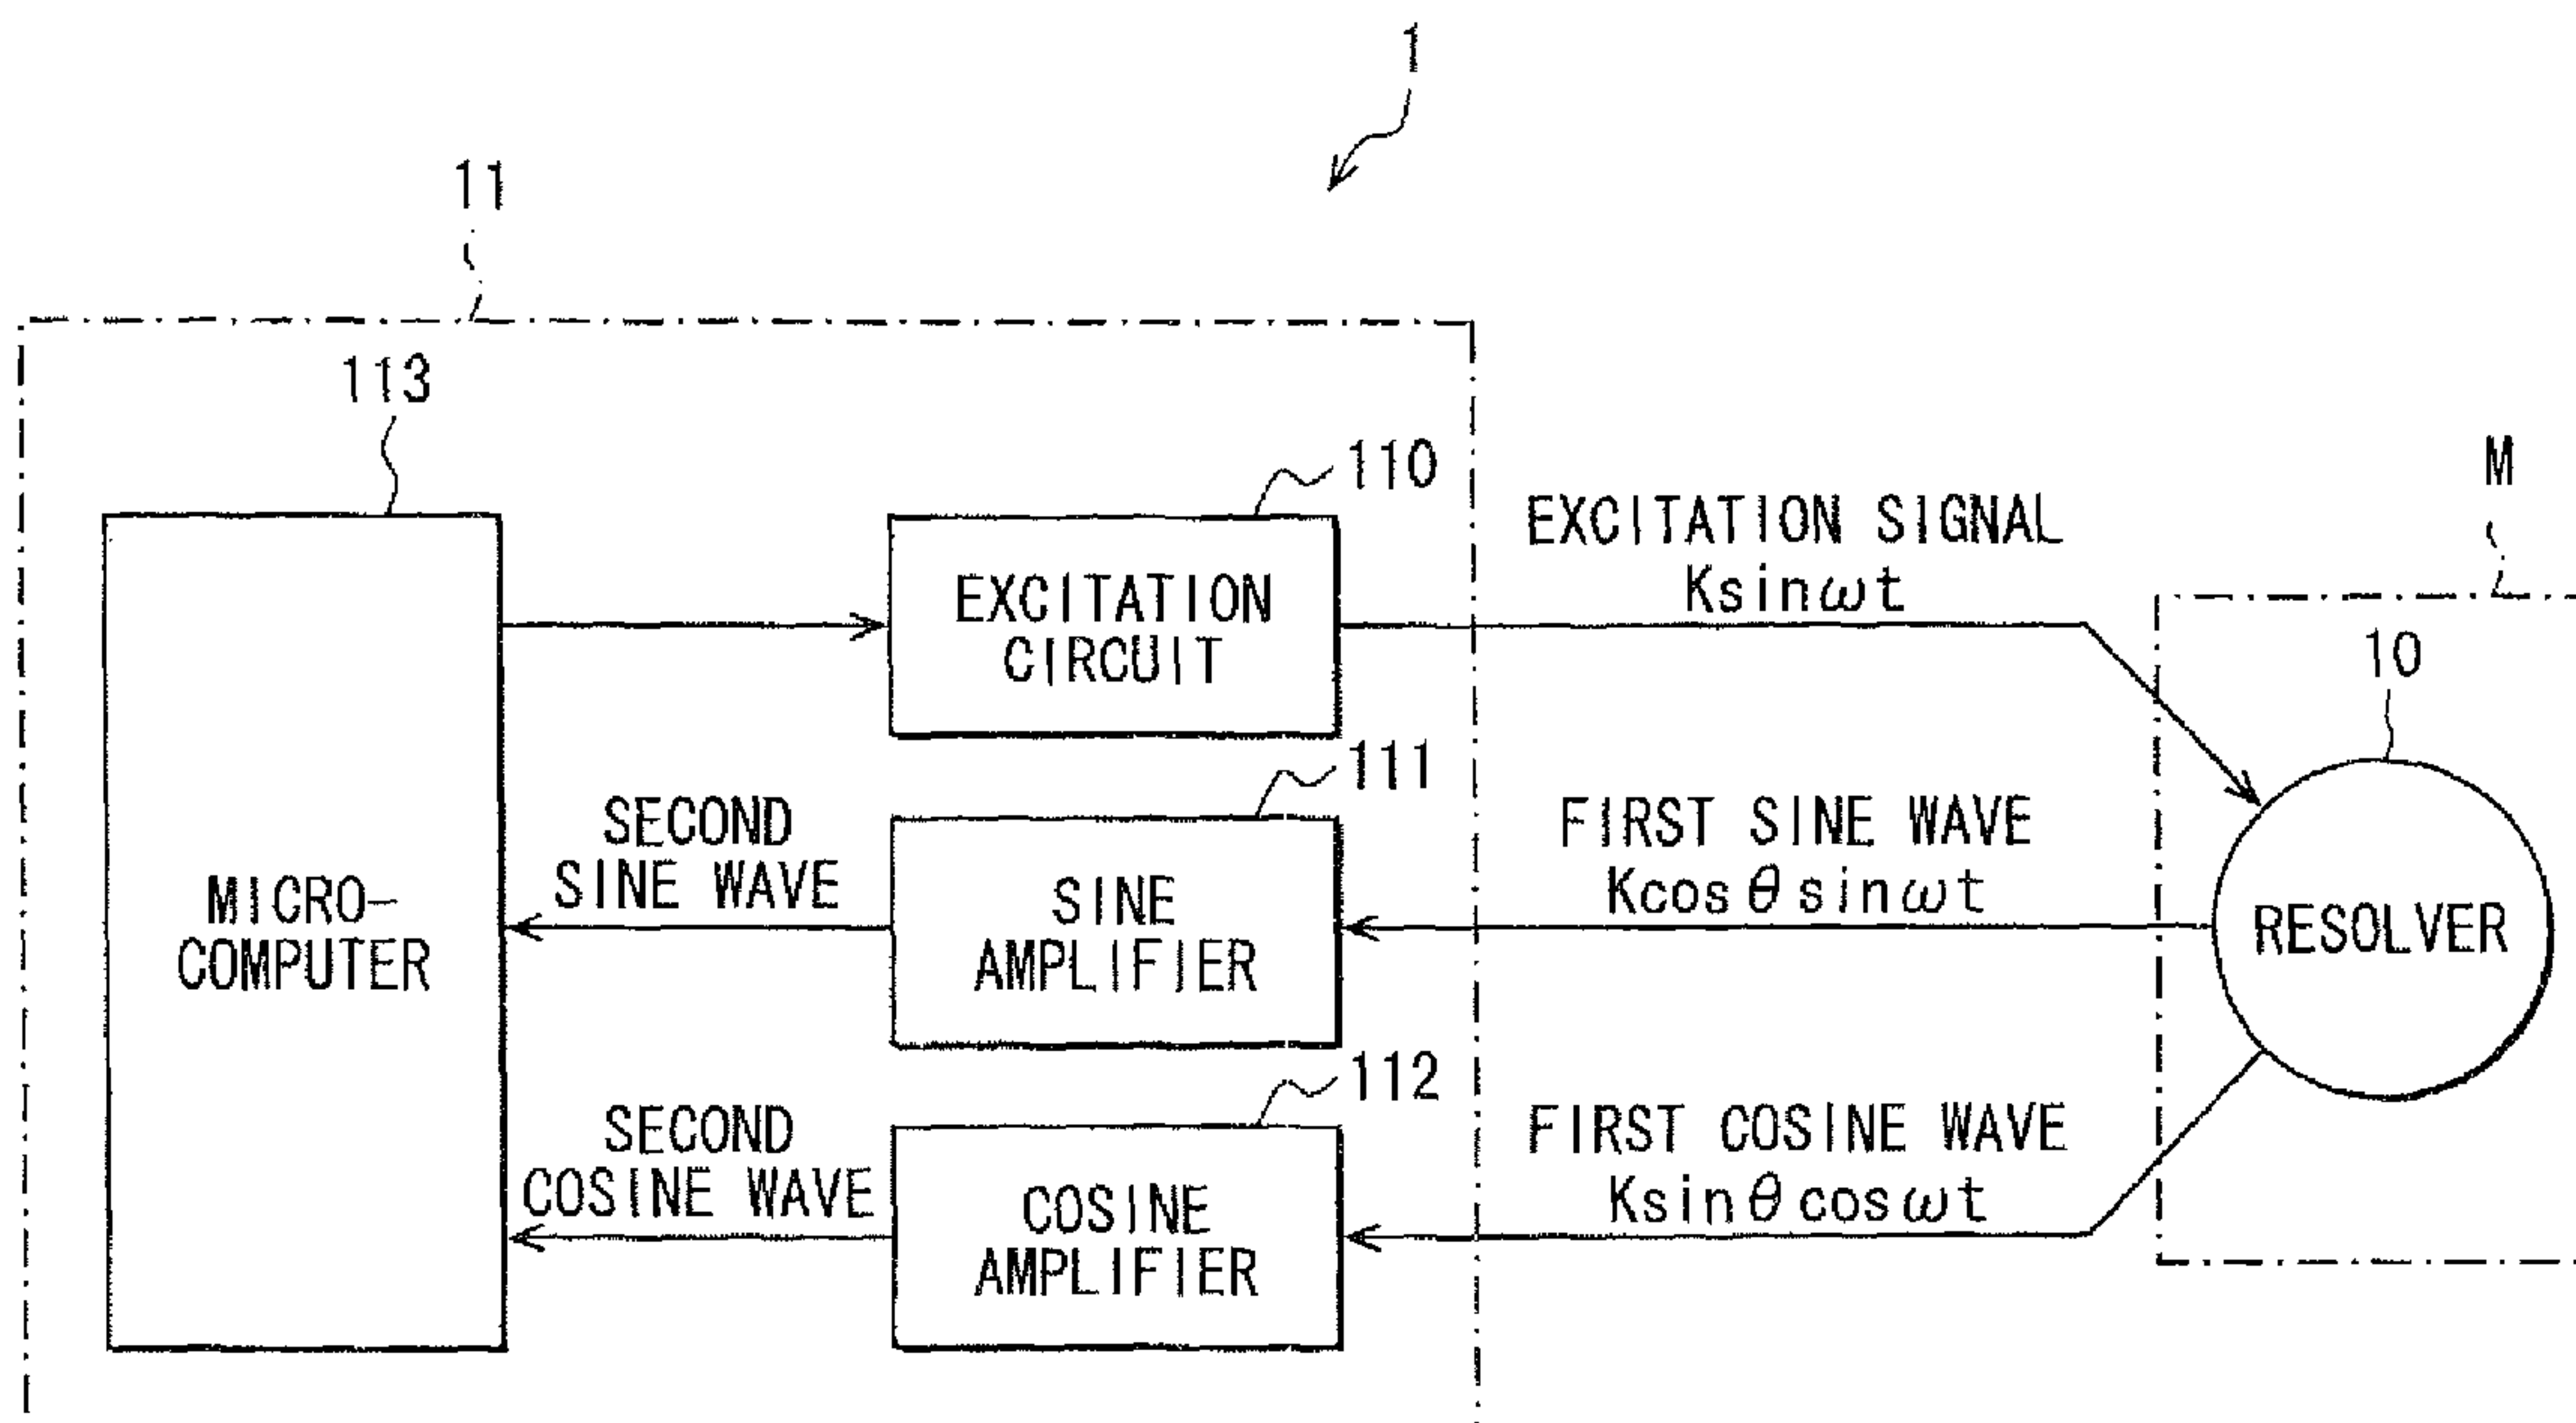 1
11
113
110
EXCITATION SIGNAL
Ksinωt
M
EXCITATION
CIRCUIT
10
111
SECOND
SINE WAVE
FIRST SINE WAVE
Kcosθsinωt
MICRO-
COMPUTER
SINE
AMPLIFIER
RESOLVER
112
SECOND
COSINE WAVE
FIRST COSINE WAVE
Ksinθcosωt
COSINE
AMPLIFIER